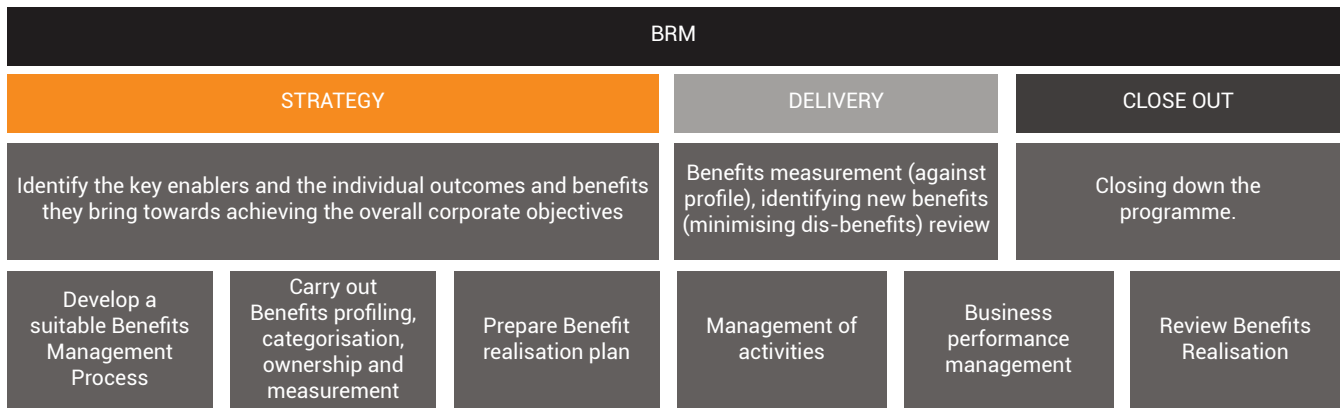 BRM
STRATEGY
DELIVERY
CLOSE OUT
Identify the key enablers and the individual outcomes and benefits
they bring towards achieving the overall corporate objectives
Benefits measurement (against
profile), identifying new benefits
(minimising dis-benefits) review
Closing down the
programme.
Develop a
suitable Benefits
Management
Process
Carry out
Benefits profiling,
categorisation,
ownership and
measurement
Prepare Benefit
realisation plan
Management of
activities
Business
performance
management
Review Benefits
Realisation